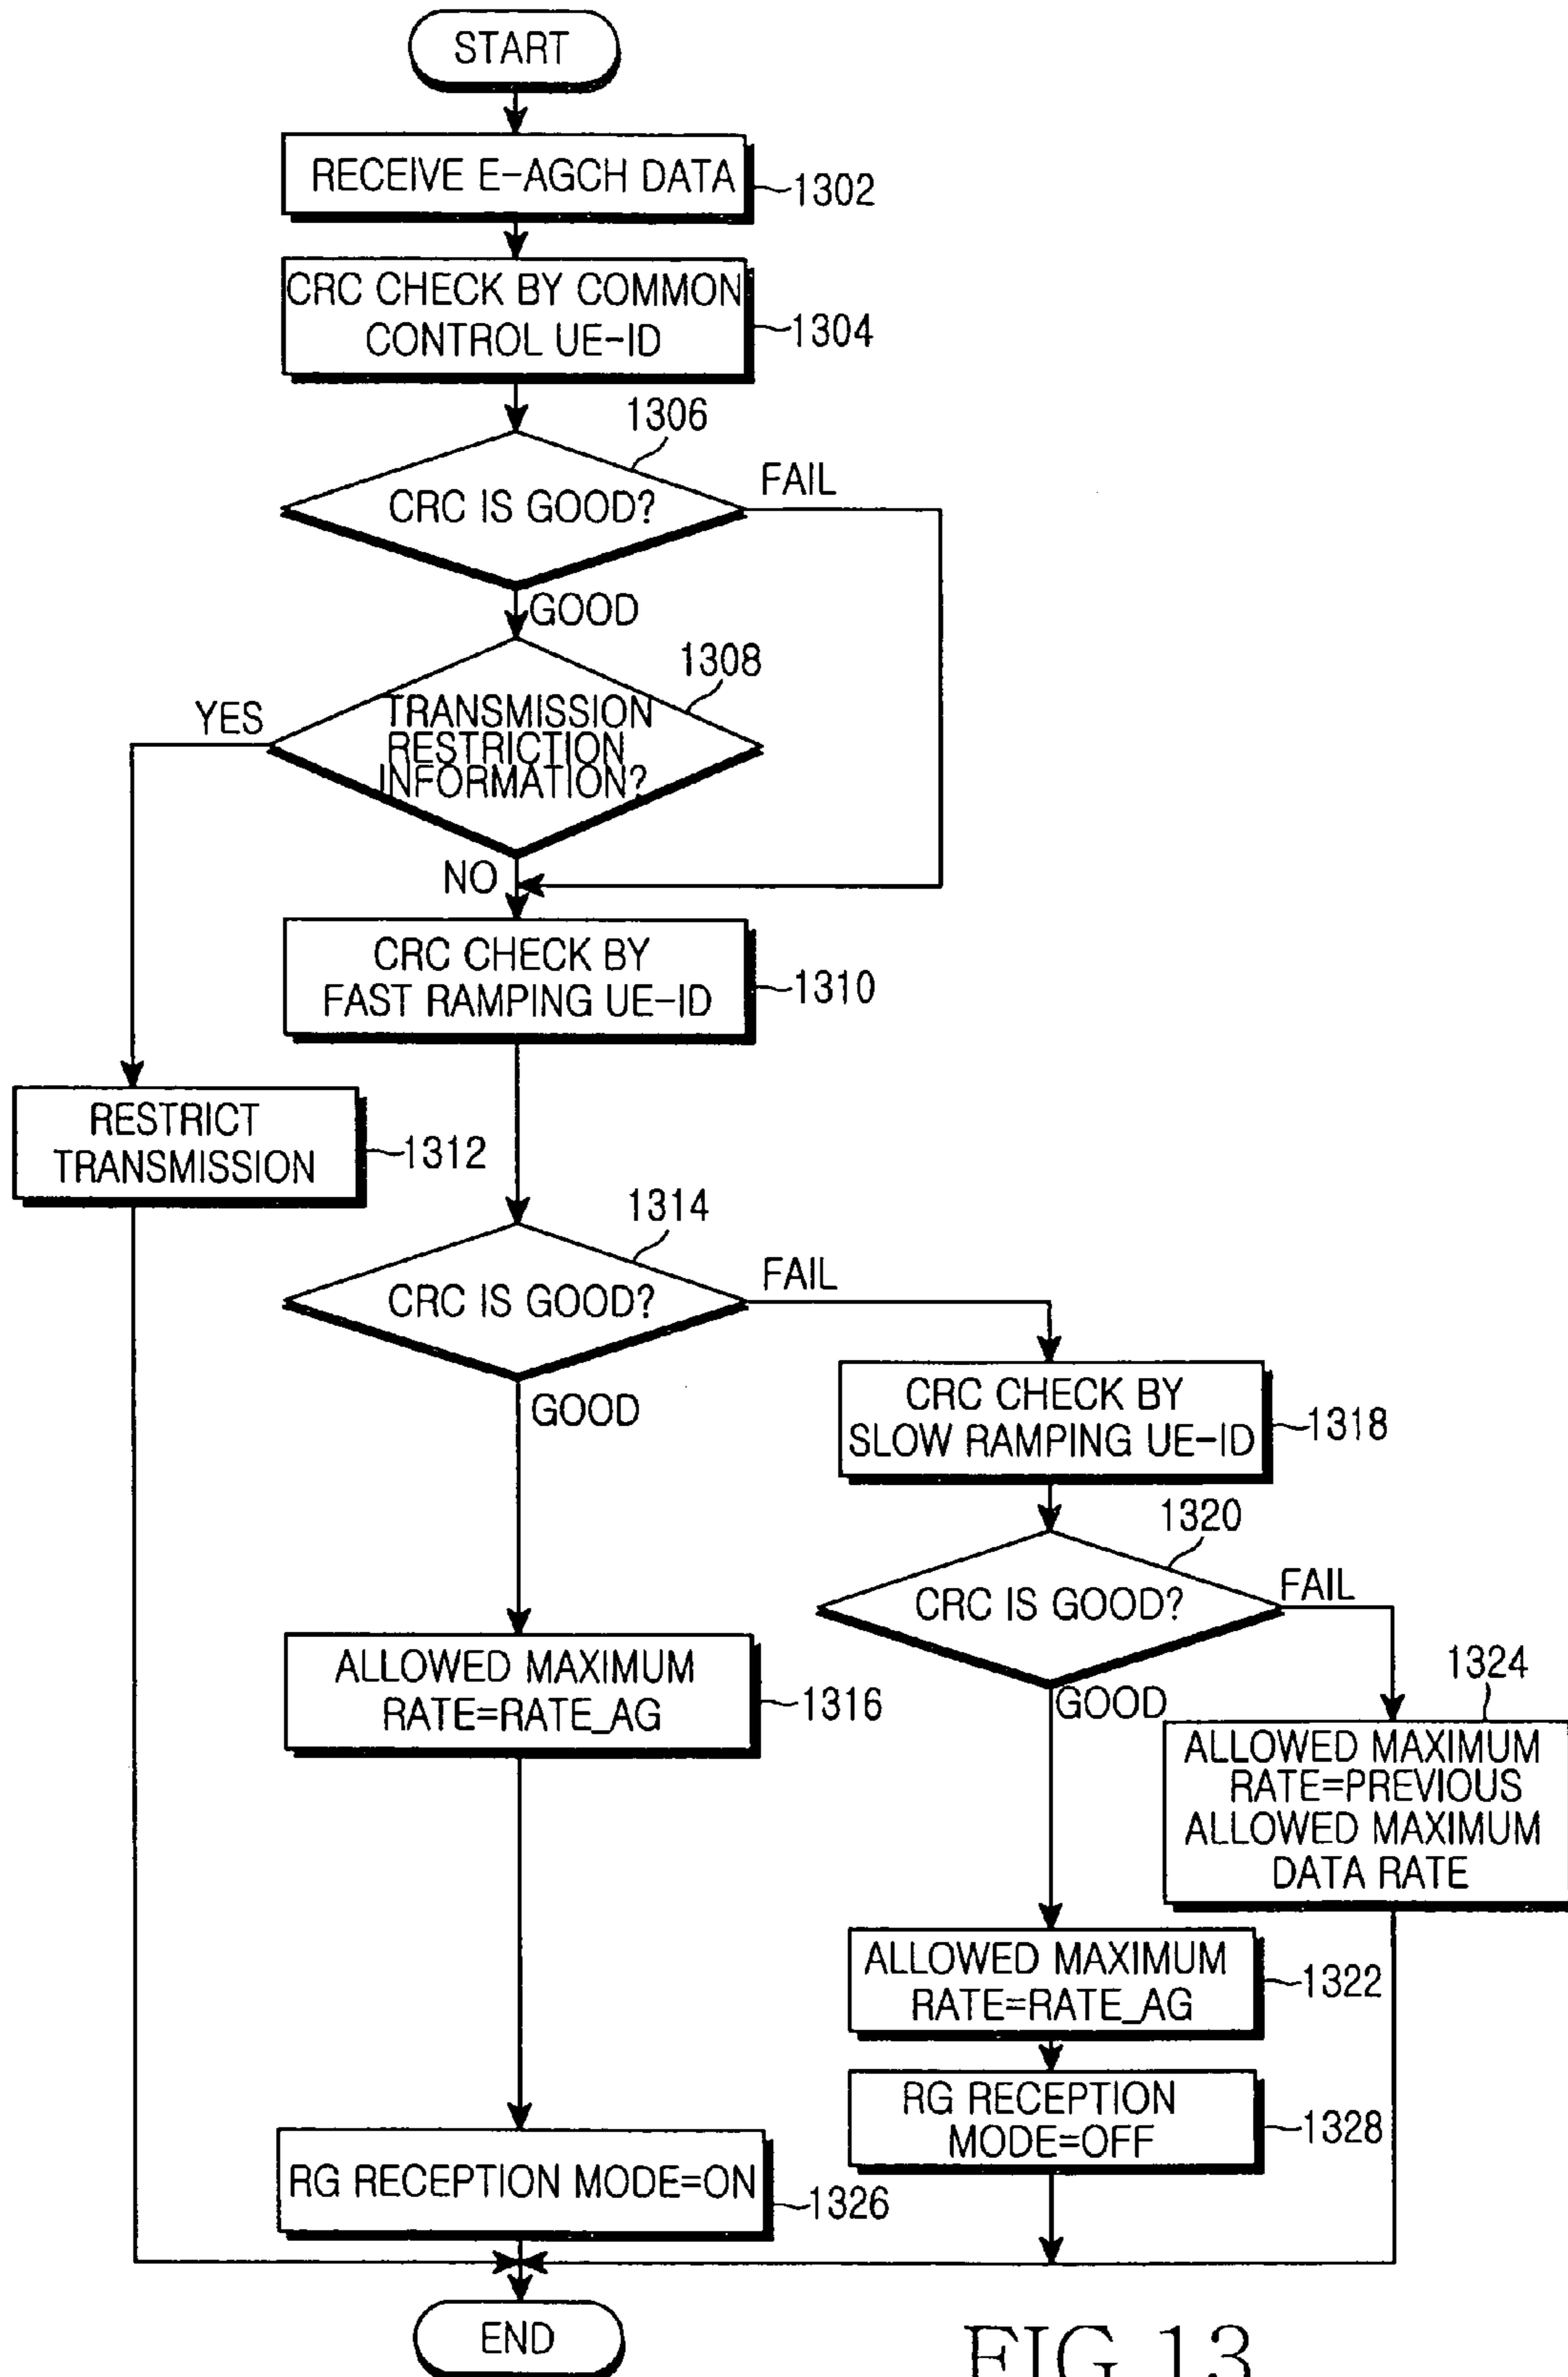 START
RECEIVE E-AGCH DATA
1302
CRC CHECK BY COMMON
CONTROL UE-ID
1304
1306
CRC IS GOOD?
FAIL
GOOD
1308
YES
TRANSMISSION
RESTRICTION
INFORMATION?
NO
CRC CHECK BY
FAST RAMPING UE-ID
1310
RESTRICT
TRANSMISSION
1312
1314
CRC IS GOOD?
FAIL
GOOD
CRC CHECK BY
SLOW RAMPING UE-ID
1318
1320
CRC IS GOOD?
FAIL
GOOD
ALLOWED MAXIMUM
RATE=RATE_AG
1316
1324
ALLOWED MAXIMUM
RATE=PREVIOUS
ALLOWED MAXIMUM
DATA RATE
ALLOWED MAXIMUM
RATE=RATE_AG
1322
RG RECEPTION
MODE=OFF
1328
RG RECEPTION MODE=ON
1326
END
FIG.13